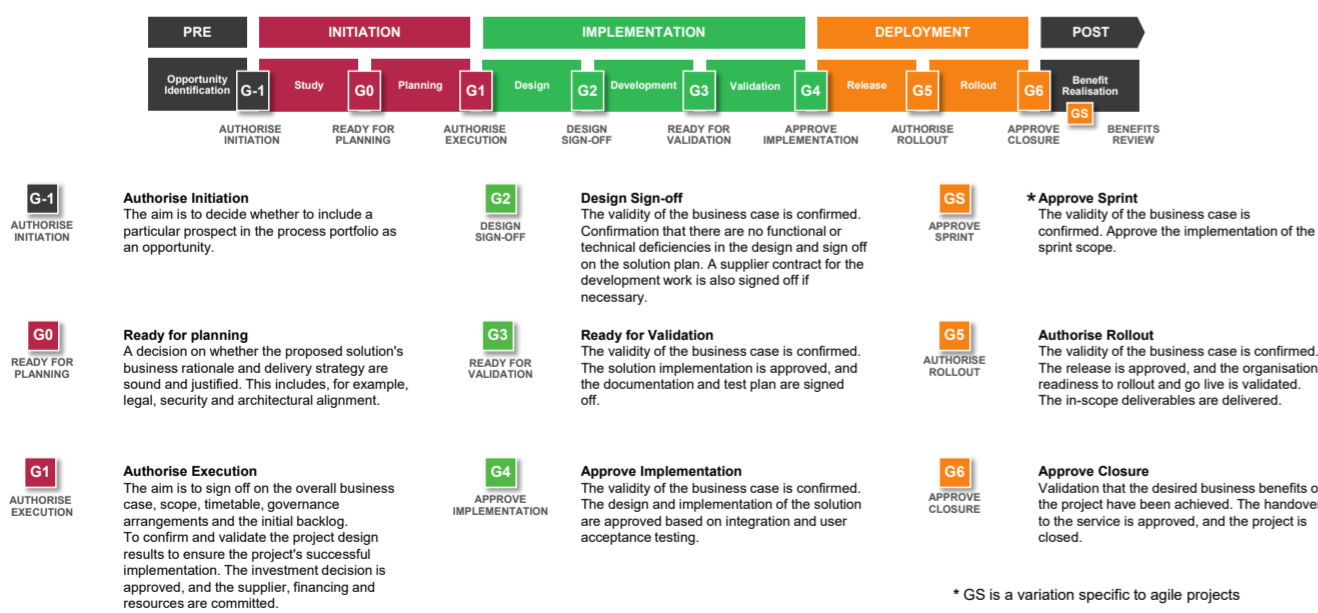 PRE
INITIATION
IMPLEMENTATION
DEPLOYMENT
POST
Opportunity
Identification
G-1
Study
G0
Planning
G1
Design
G2
Development
G3
Validation
G4
Release
G5
Rollout
G6
Benefit
Realisation
GS
AUTHORISE
INITIATION
READY FOR
PLANNING
AUTHORISE
EXECUTION
DESIGN
SIGN-OFF
READY FOR
VALIDATION
APPROVE
IMPLEMENTATION
AUTHORISE
ROLLOUT
APPROVE
CLOSURE
BENEFITS
REVIEW
G-1
AUTHORISE
INITIATION
Authorise Initiation
The aim is to decide whether to include a
particular prospect in the process portfolio as
an opportunity.
G0
READY FOR
PLANNING
Ready for planning
A decision on whether the proposed solution's
business rationale and delivery strategy are
sound and justified. This includes, for example,
legal, security and architectural alignment.
G1
AUTHORISE
EXECUTION
Authorise Execution
The aim is to sign off on the overall business
case, scope, timetable, governance
arrangements and the initial backlog.
To confirm and validate the project design
results to ensure the project's successful
implementation. The investment decision is
approved, and the supplier, financing and
resources are committed.
G2
DESIGN
SIGN-OFF
Design Sign-off
The validity of the business case is confirmed.
Confirmation that there are no functional or
technical deficiencies in the design and sign off
on the solution plan. A supplier contract for the
development work is also signed off if
necessary.
G3
READY FOR
VALIDATION
Ready for Validation
The validity of the business case is confirmed.
The solution implementation is approved, and
the documentation and test plan are signed
off.
G4
APPROVE
IMPLEMENTATION
Approve Implementation
The validity of the business case is confirmed.
The design and implementation of the solution
are approved based on integration and user
acceptance testing.
GS
APPROVE
SPRINT
* Approve Sprint
The validity of the business case is
confirmed. Approve the implementation of the
sprint scope.
G5
AUTHORISE
ROLLOUT
Authorise Rollout
The validity of the business case is confirmed.
The release is approved, and the organisation
readiness to rollout and go live is validated.
The in-scope deliverables are delivered.
G6
APPROVE
CLOSURE
Approve Closure
Validation that the desired business benefits
the project have been achieved. The
to the service is approved, and the project is
closed.
* GS is a variation specific to agile projects